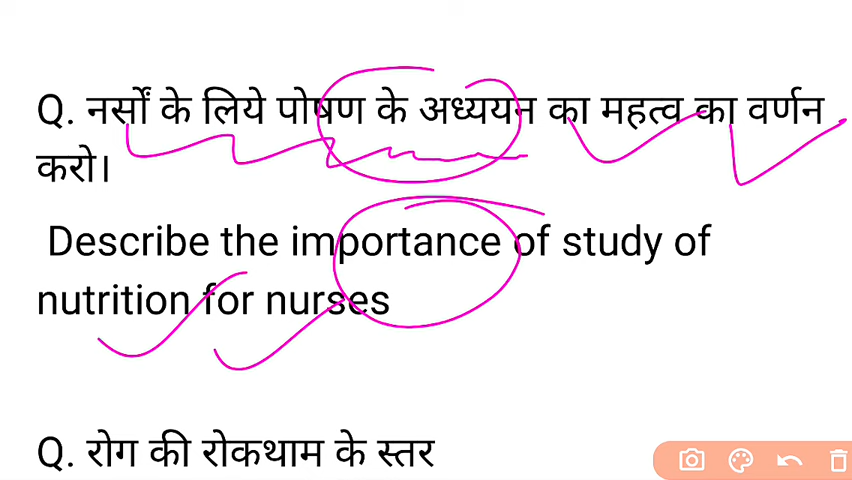 Q. नर्सों के लिये पोषण के अध्ययन का महत्व का वर्णन
करो।
Describe the importance of study of
nutrition for nurses
Q. रोग की रोकथाम के स्तर